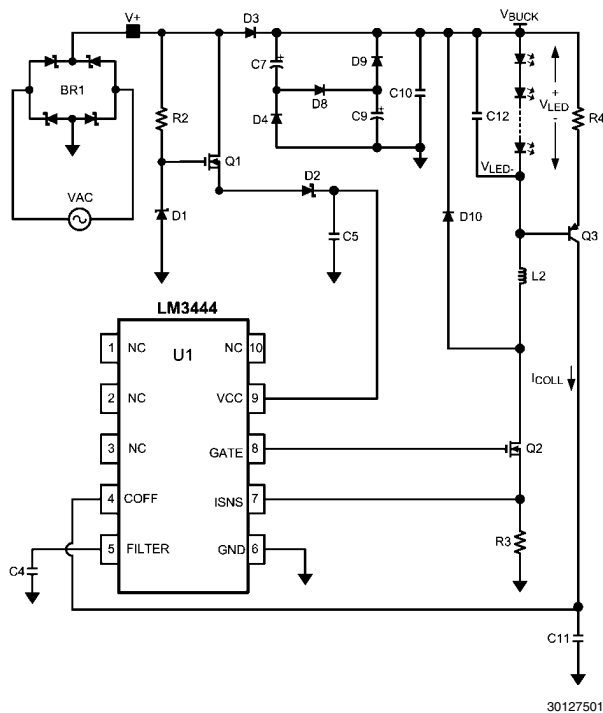 V+
D3
VBUCK
BR1
C7
D9
C10
C12
+
VLED
-
R4
R2
D8
D4
C9
Q1
VLED-
D2
VAC
D1
C5
D10
Q3
L2
LM3444
U1
1 NC
NC 10
2 NC
VCC 9
ICOLL
3 NC
GATE 8
Q2
4 COFF
ISNS 7
5 FILTER
GND 6
R3
C4
C11
30127501